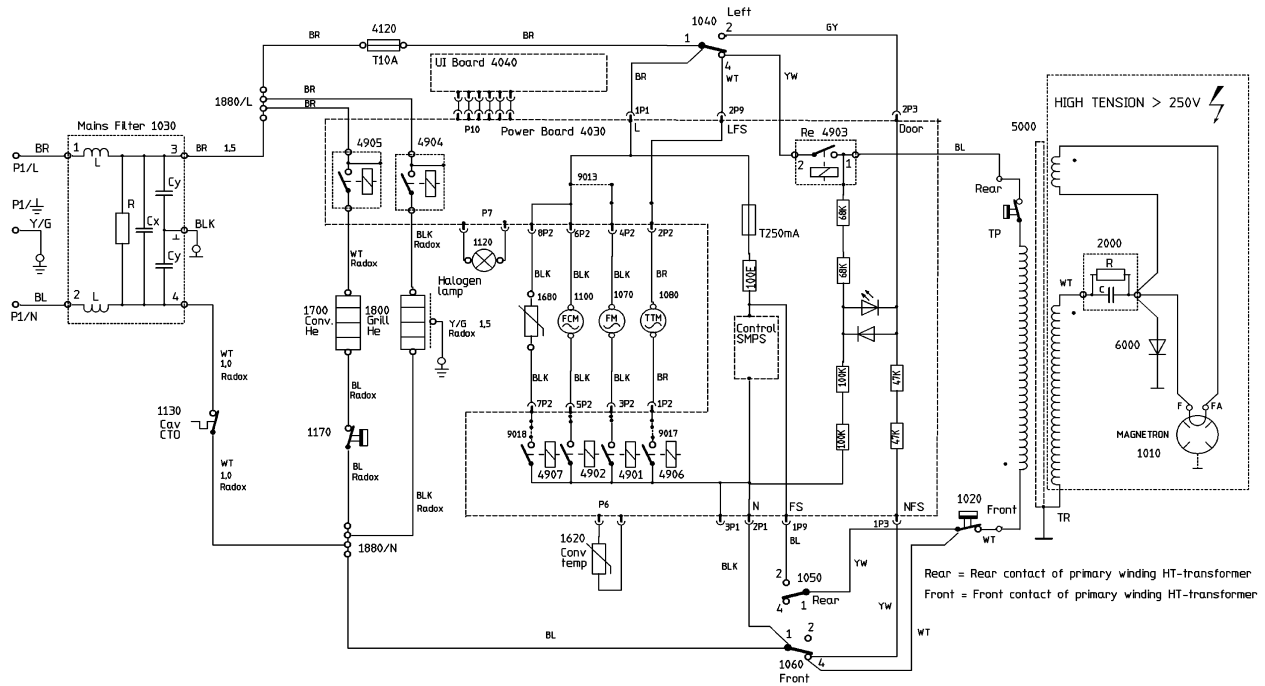 Left
1040
2
1
4
GY
BR
4120
T10A
BR
UI Board 4040
BR
WT
YW
HIGH TENSION > 250V
1880/L
BR
BR
P10
1P1
2P9
2P3
Mains Filter 1030
Power Board 4030
L
LFS
Door
5000
Re 4903
BR
P1/L
1
L
3
BR
1,5
4905
4904
2
1
BL
Rear
TP
P1/⏚
Y/G
R
Cx
Cy
Cy
BLK
9013
68K
T250mA
P7
8P2
6P2
4P2
2P2
2000
R
C
WT
BL
P1/N
2
L
4
WT
Radox
BLK
Radox
1120
Halogen
lamp
BLK
BLK
BLK
BR
100E
68K
1700
Conv.
He
1800
Grill
He
Y/G 1,5
Radox
1680
1100
1070
1080
FCM
FM
TTM
Control
SMPS
6000
WT
1,0
Radox
BL
Radox
BLK
BLK
BLK
BR
100K
47K
7P2
5P2
3P2
1P2
F
FA
MAGNETRON
1010
1130
Cav
CTO
1170
9018
9017
4907
4902
4901
4906
100K
47K
WT
1,0
Radox
BL
Radox
BLK
Radox
P6
N
FS
NFS
1020
Front
WT
TR
3P1
2P1
1P9
1P3
1880/N
1620
Conv
temp
BLK
BL
YW
2
1050
4
1
Rear
YW
Rear = Rear contact of primary winding HT-transformer
Front = Front contact of primary winding HT-transformer
BL
1
2
4
1060
Front
WT